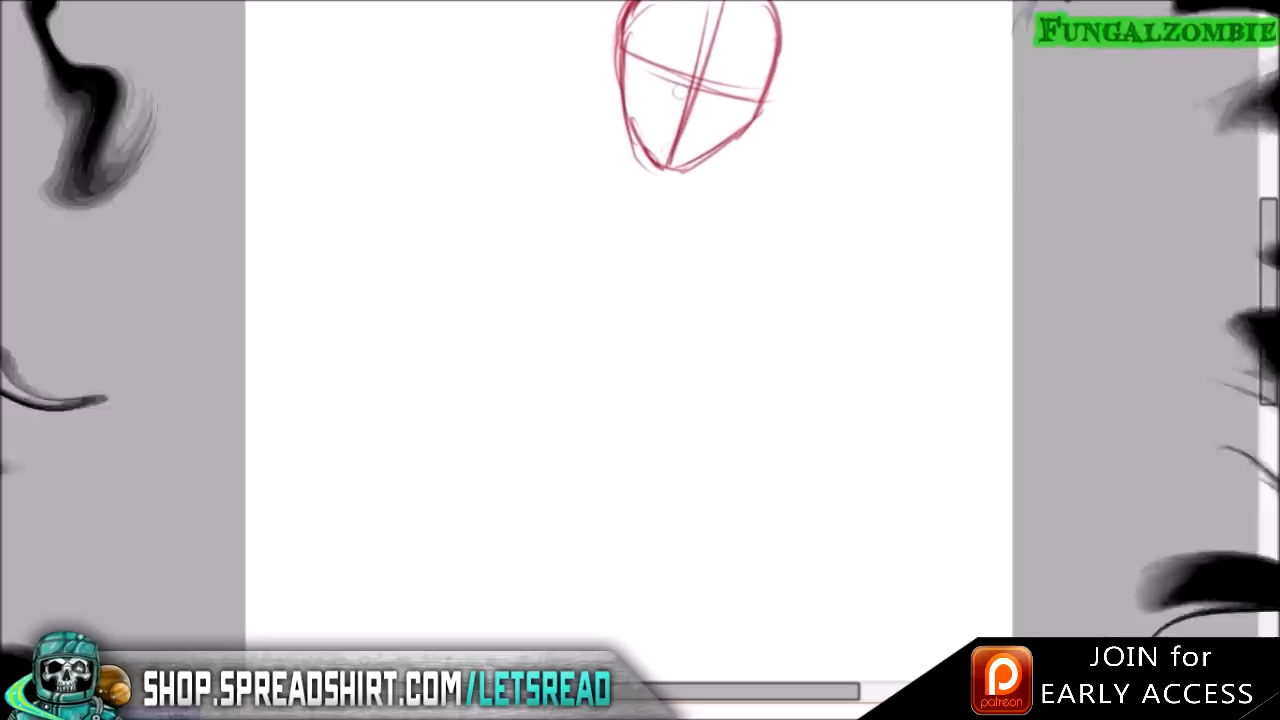 FUNGALZOMBIE
SHOP.SPREADSHIRT.COM/LETSREAD
patreon
JOIN for
EARLY ACCESS